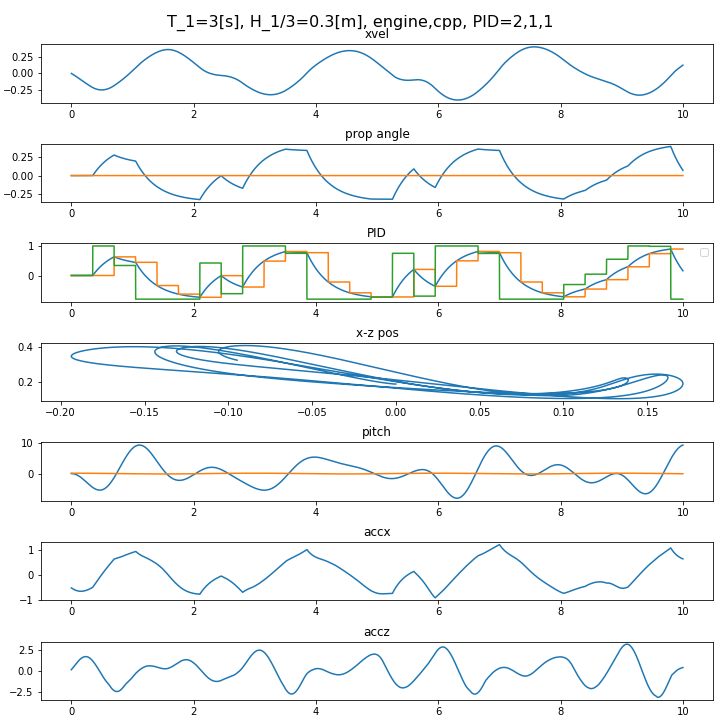 T_1=3[s], H_1/3=0.3[m], engine,cpp, PID=2,1,1
xvel
0.25
0.00
−0.25
0 2 4 6 8 10
prop angle
0.25
0.00
−0.25
0 2 4 6 8 10
PID
1
0
0 2 4 6 8 10
x-z pos
0.4
0.2
−0.20 −0.15 −0.10 −0.05 0.00 0.05 0.10 0.15
pitch
10
0
0 2 4 6 8 10
accx
1
0
−1
0 2 4 6 8 10
accz
2.5
0.0
−2.5
0 2 4 6 8 10